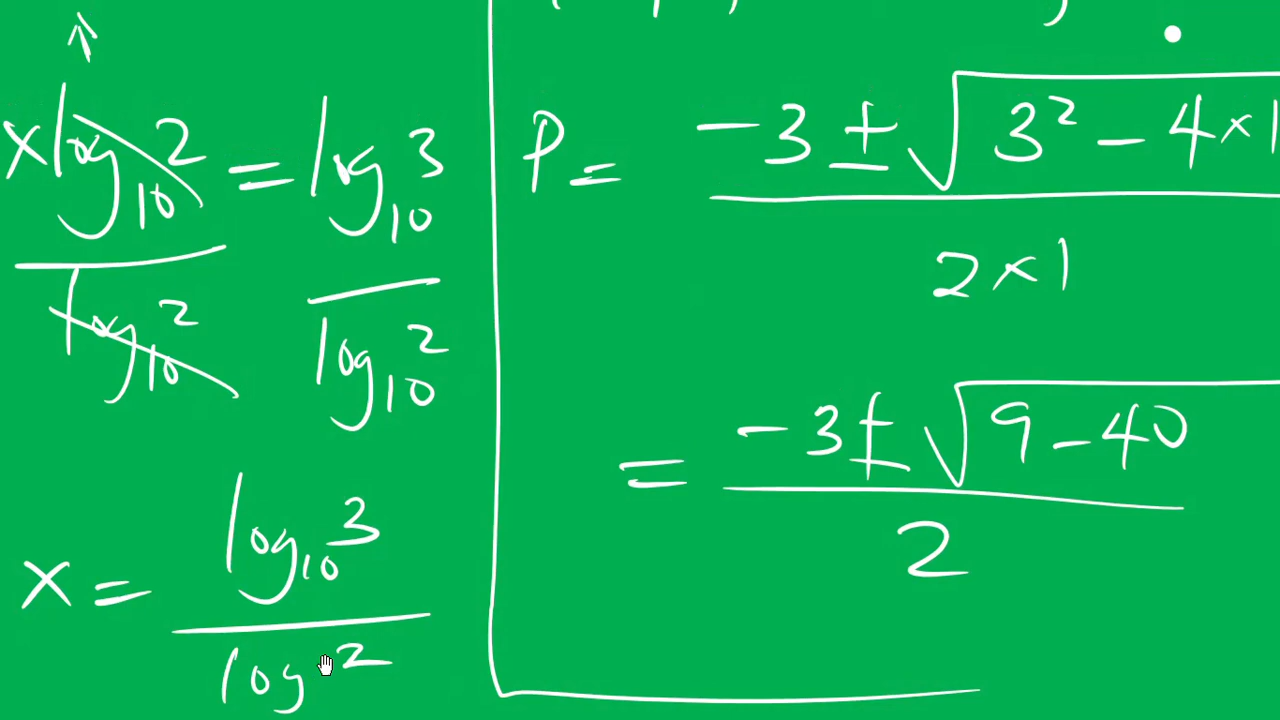 x log₁₀ 2 = log₁₀ 3
log₁₀ 2   log₁₀ 2
x = log₁₀ 3
log 2
P = -3 ± √3² - 4×1
2×1
= -3 ± √9 - 40
2